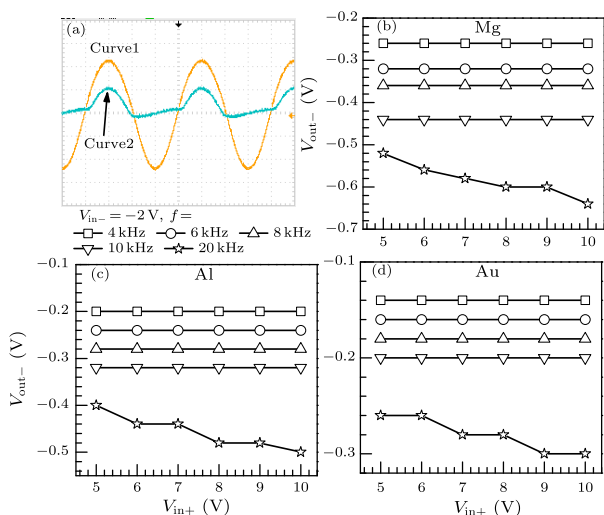 (a)
Curve1
Curve2
V_in− = −2 V, f =
4 kHz 6 kHz 8 kHz
10 kHz 20 kHz
(b) Mg
V_out− (V)
−0.2
−0.3
−0.4
−0.5
−0.6
−0.7
5 6 7 8 9 10
(c) Al
V_out− (V)
−0.1
−0.2
−0.3
−0.4
−0.5
5 6 7 8 9 10
V_in+ (V)
(d) Au
−0.1
−0.2
−0.3
5 6 7 8 9 10
V_in+ (V)